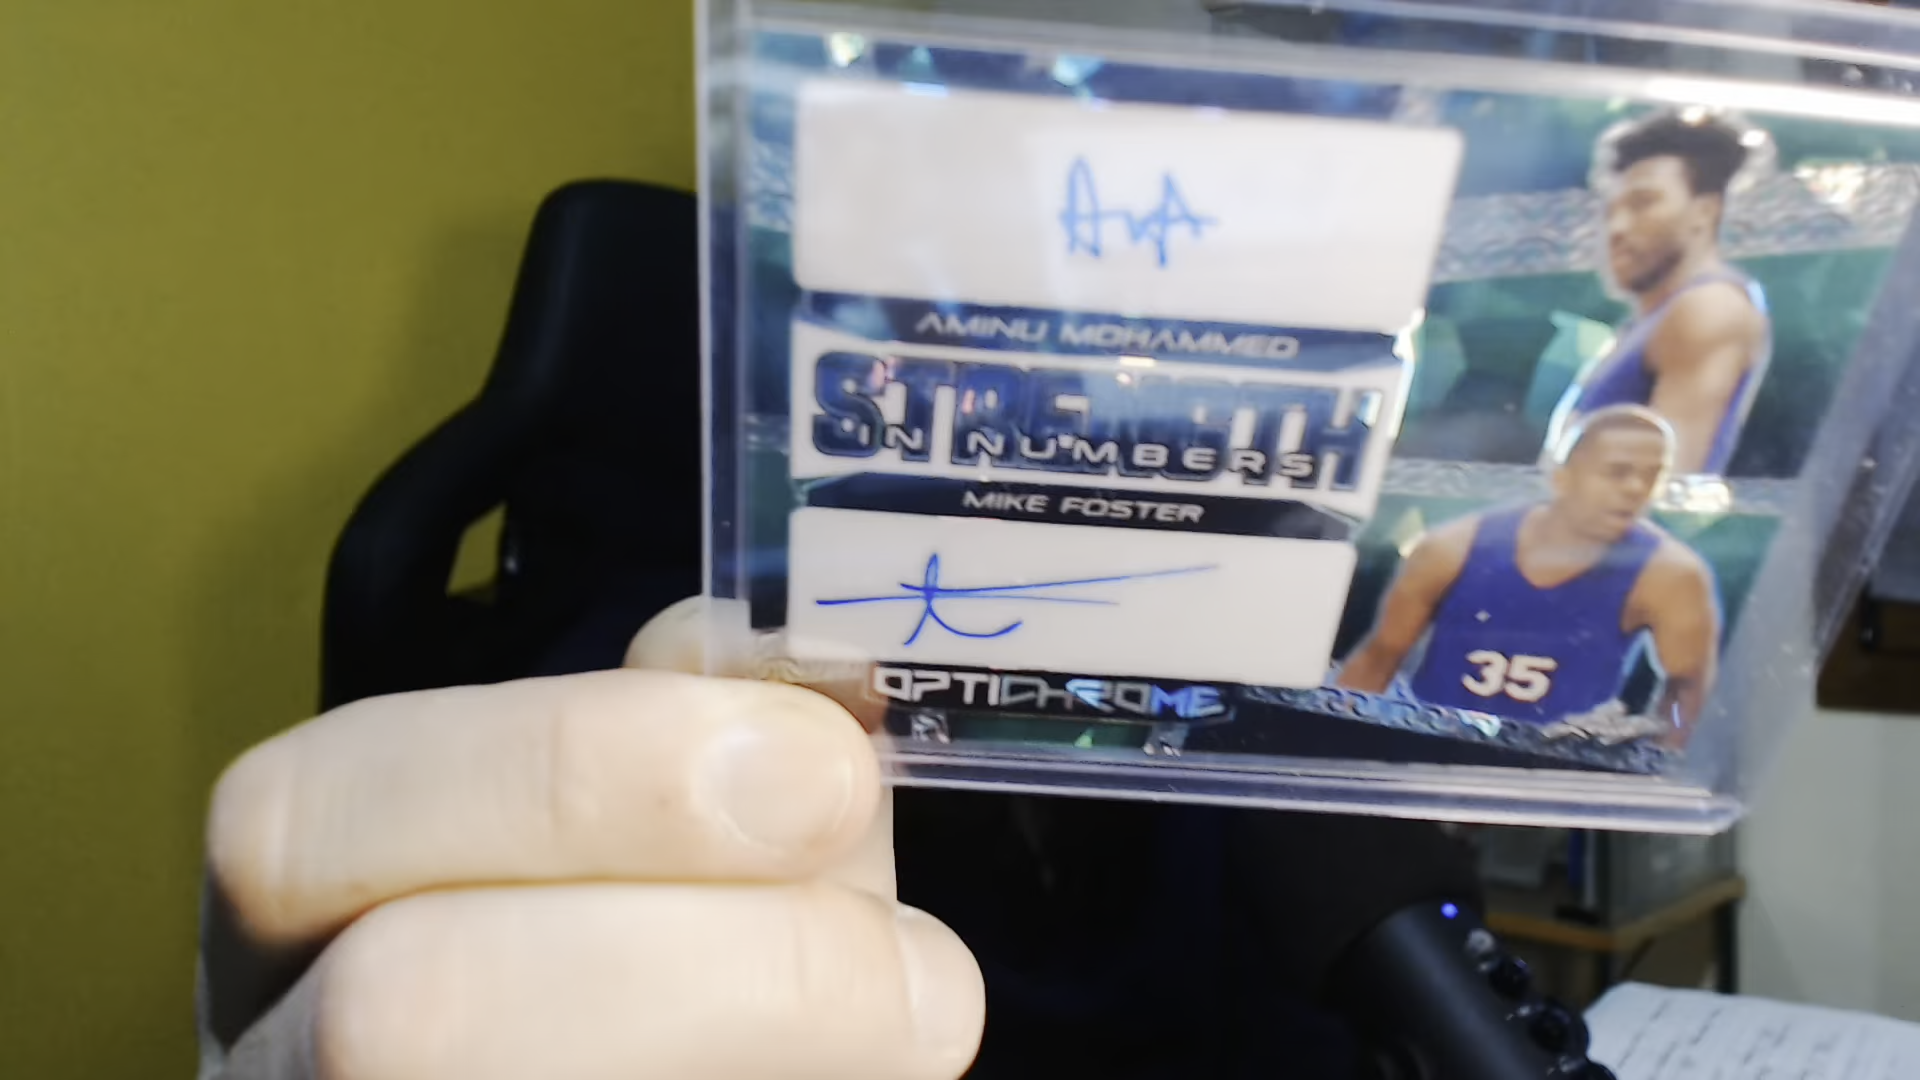 AMINU MOHAMMED
STRENGTH
IN NUMBERS
MIKE FOSTER
35
OPTICHROME